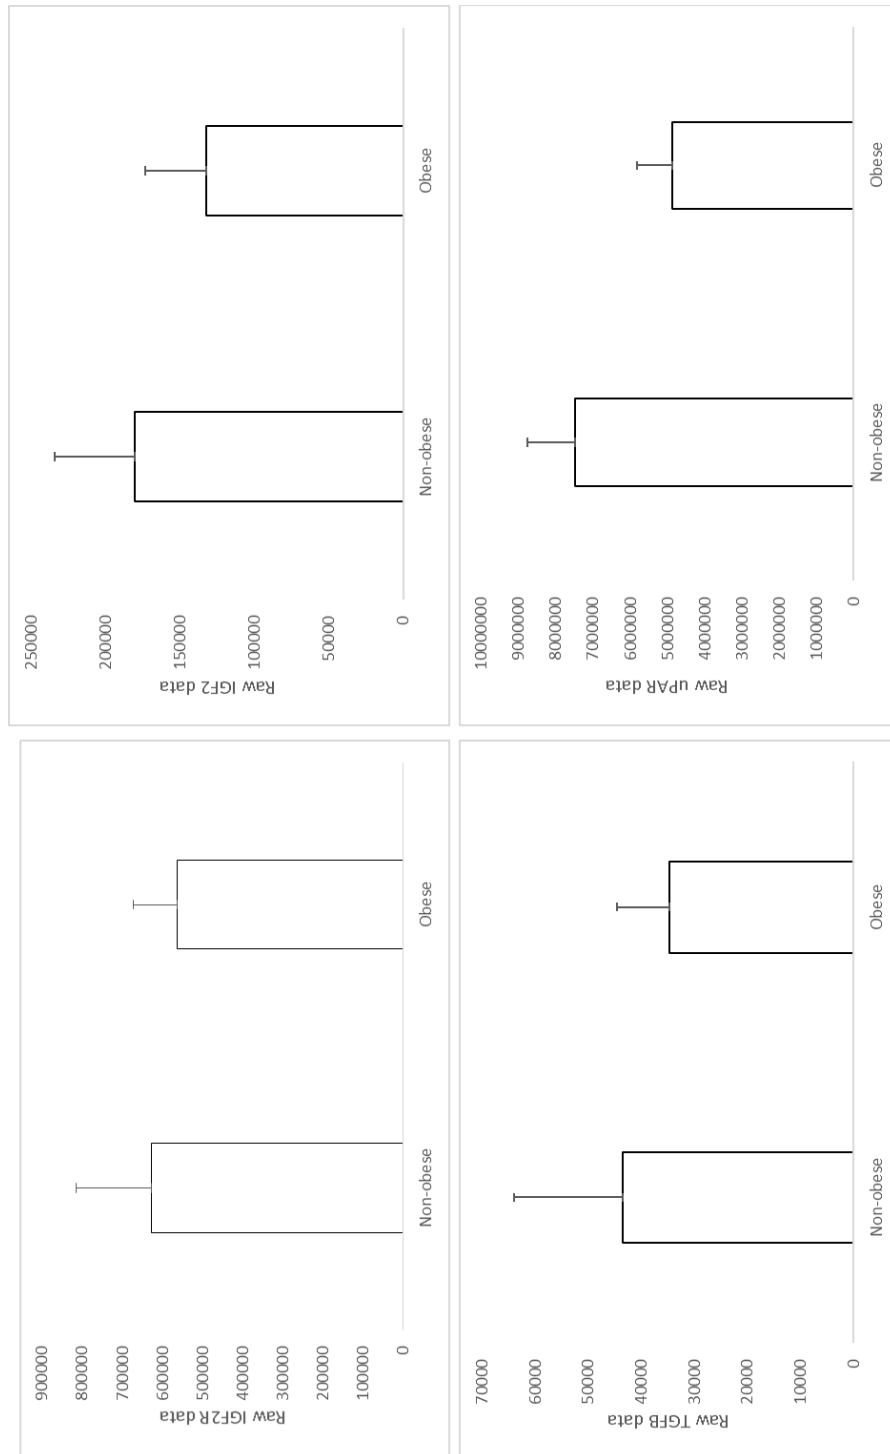 Raw IGF2R data
900000
800000
700000
600000
500000
400000
300000
200000
100000
0
Non-obese
Obese
Raw IGF2 data
250000
200000
150000
100000
50000
0
Non-obese
Obese
Raw TGFB data
70000
60000
50000
40000
30000
20000
10000
0
Non-obese
Obese
Raw uPAR data
10000000
9000000
8000000
7000000
6000000
5000000
4000000
3000000
2000000
1000000
0
Non-obese
Obese